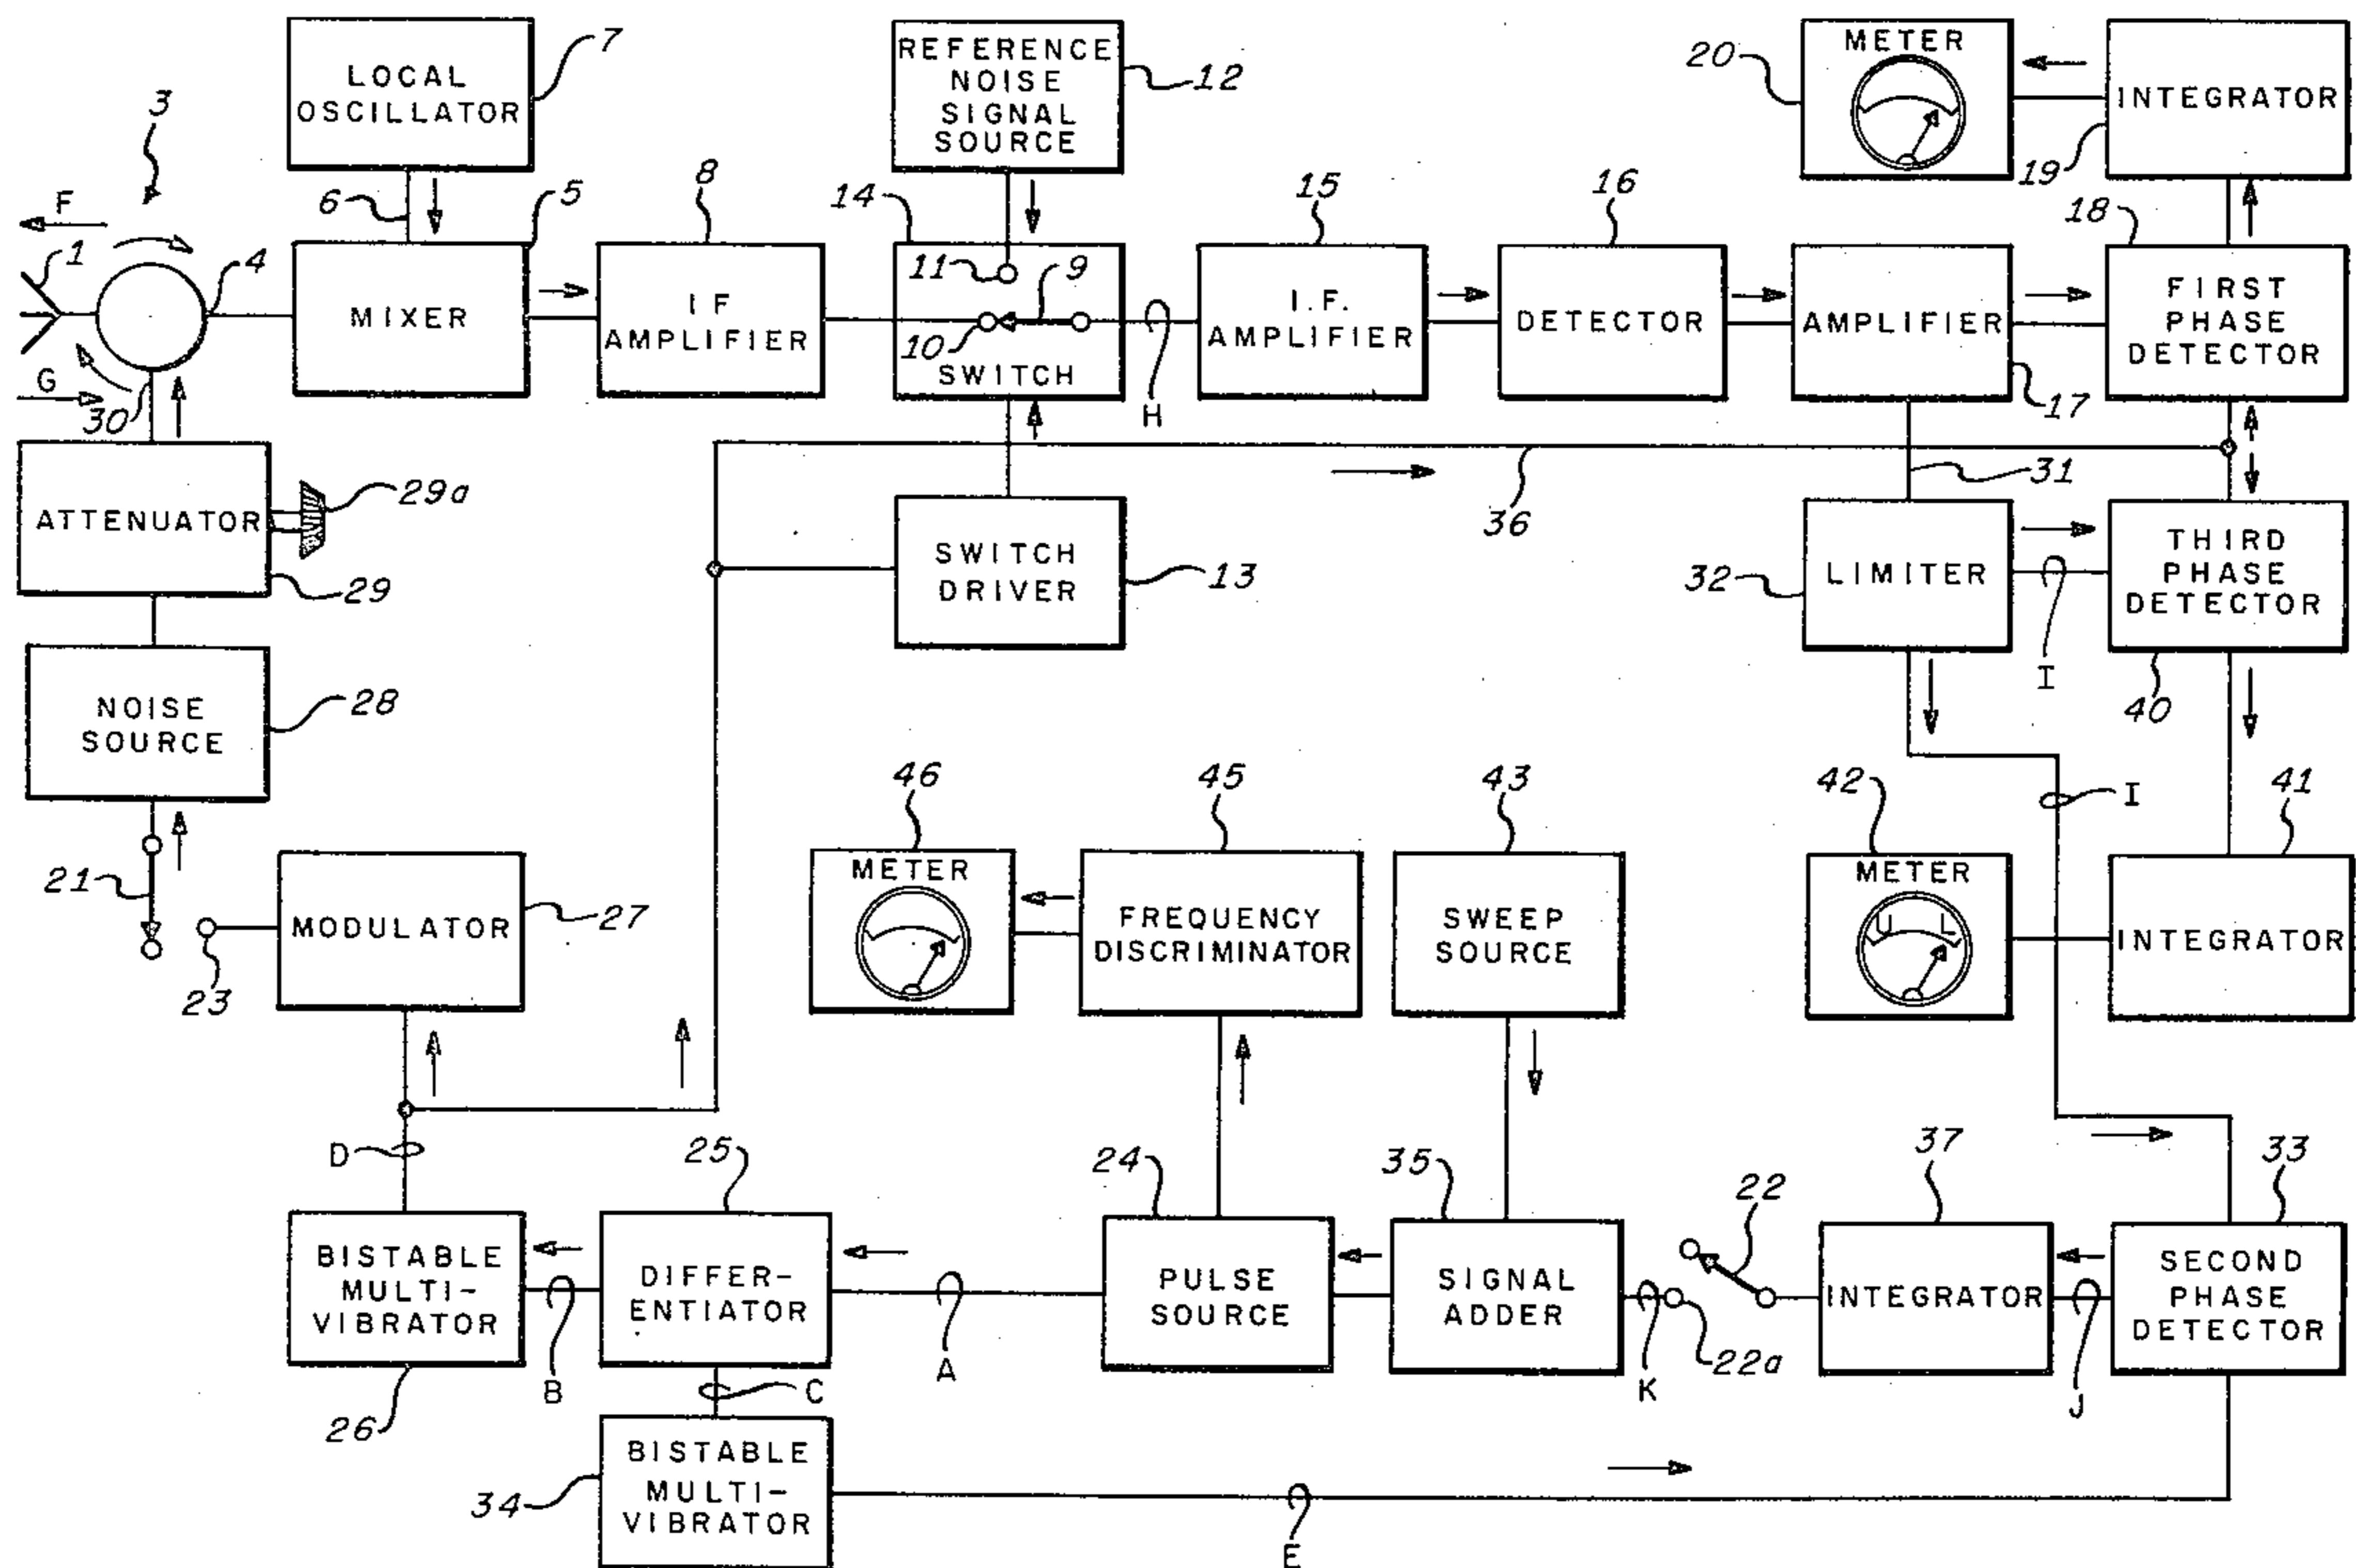 LOCAL
OSCILLATOR
7
REFERENCE
NOISE
SIGNAL
SOURCE
12
20
METER
INTEGRATOR
19
3
F
1
G
30
4
6
5
MIXER
8
IF
AMPLIFIER
14
11
9
10
SWITCH
H
15
I.F.
AMPLIFIER
16
DETECTOR
AMPLIFIER
17
18
FIRST
PHASE
DETECTOR
ATTENUATOR
29a
29
SWITCH
DRIVER
13
36
31
32
LIMITER
I
THIRD
PHASE
DETECTOR
40
NOISE
SOURCE
28
21
23
MODULATOR
27
46
METER
45
FREQUENCY
DISCRIMINATOR
43
SWEEP
SOURCE
42
METER
U L
I
41
INTEGRATOR
D
BISTABLE
MULTI-
VIBRATOR
26
B
25
DIFFER-
ENTIATOR
C
A
24
PULSE
SOURCE
35
SIGNAL
ADDER
K
22
22a
37
INTEGRATOR
J
33
SECOND
PHASE
DETECTOR
34
BISTABLE
MULTI-
VIBRATOR
E